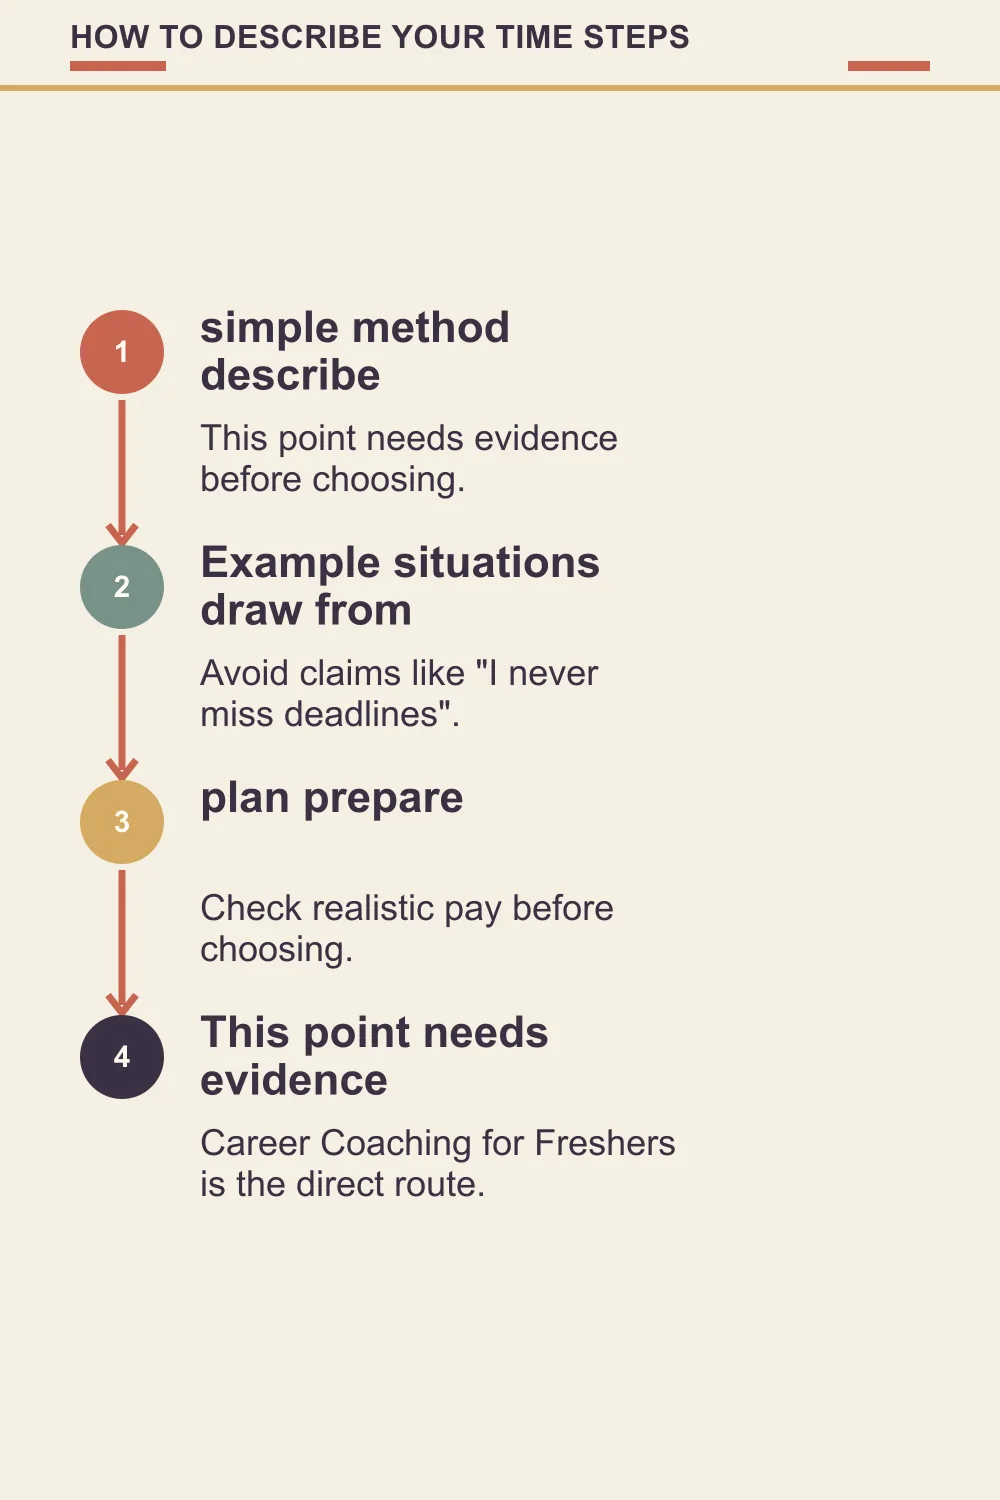 HOW TO DESCRIBE YOUR TIME STEPS
1
simple method
describe
This point needs evidence
before choosing.
2
Example situations
draw from
Avoid claims like "I never
miss deadlines".
3
plan prepare
Check realistic pay before
choosing.
4
This point needs
evidence
Career Coaching for Freshers
is the direct route.